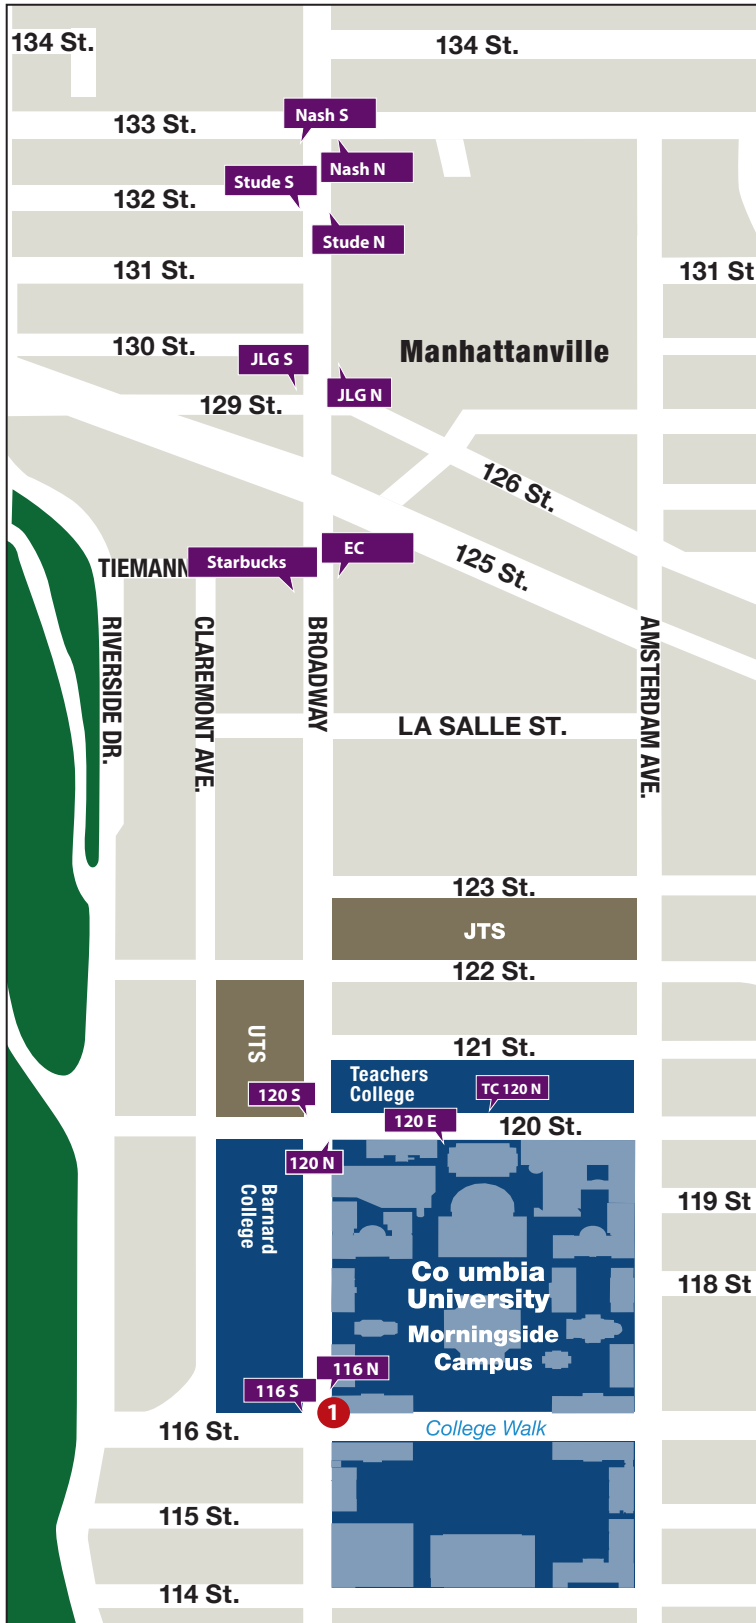 134 St.
134 St.
Nash S
133 St.
Nash N
Stude S
132 St.
Stude N
131 St.
131 St
130 St.
Manhattanville
JLG S
JLG N
129 St.
126 St.
EC
125 St.
TIEMANN
Starbucks
RIVERSIDE DR.
CLAREMONT AVE.
BROADWAY
AMSTERDAM AVE.
LA SALLE ST.
123 St.
JTS
122 St.
UTS
121 St.
Teachers
College
TC 120 N
120 S
120 E
120 St.
120 N
Barnard
College
119 St
Co umbia
University
118 St
Morningside
Campus
116 N
116 S
1
116 St.
College Walk
115 St.
114 St.